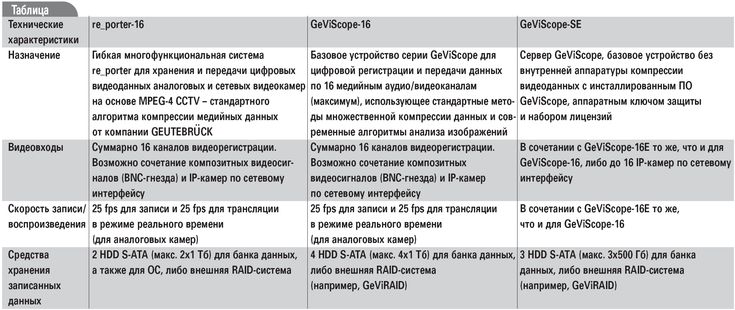 Таблица
Технические характеристики
re_porter-16
GeViScope-16
GeViScope-SE
Назначение
Гибкая многофункциональная система
re_porter для хранения и передачи цифровых
видеоданных аналоговых и сетевых видеокамер
на основе MPEG-4 CCTV – стандартного
алгоритма компрессии медийных данных
от компании GEUTEBRÜCK
Базовое устройство серии GeViScope для
цифровой регистрации и передачи данных
по 16 медийным аудио/видеоканалам
(максимум), использующее стандартные мето-
ды множественной компрессии данных и сов-
ременные алгоритмы анализа изображений
Сервер GeViScope, базовое устройство без
внутренней аппаратуры компрессии
видеоданных с инсталлированным ПО
GeViScope, аппаратным ключом защиты
и набором лицензий
Видеовходы
Суммарно 16 каналов видеорегистрации.
Возможно сочетание композитных видеосиг-
налов (BNC-гнезда) и IP-камер по сетевому
интерфейсу
Суммарно 16 каналов видеорегистрации.
Возможно сочетание композитных
видеосигналов (BNC-гнезда) и IP-камер
по сетевому интерфейсу
В сочетании с GeViScope-16E то же, что и для
GeViScope-16, либо до 16 IP-камер по сетевому
интерфейсу
Скорость записи/
воспроизведения
25 fps для записи и 25 fps для трансляции
в режиме реального времени
(для аналоговых камер)
25 fps для записи и 25 fps для трансляции
в режиме реального времени
(для аналоговых камер)
В сочетании с GeViScope-16E то же,
что и для GeViScope-16
Средства
хранения
записанных
данных
2 HDD S-ATA (макс. 2x1 Тб) для банка данных,
а также для ОС, либо внешняя RAID-система
4 HDD S-ATA (макс. 4x1 Тб) для банка данных,
либо внешняя RAID-система
(например, GeViRAID)
3 HDD S-ATA (макс. 3x500 Гб) для банка
данных, либо внешняя RAID-система
(например, GeViRAID)